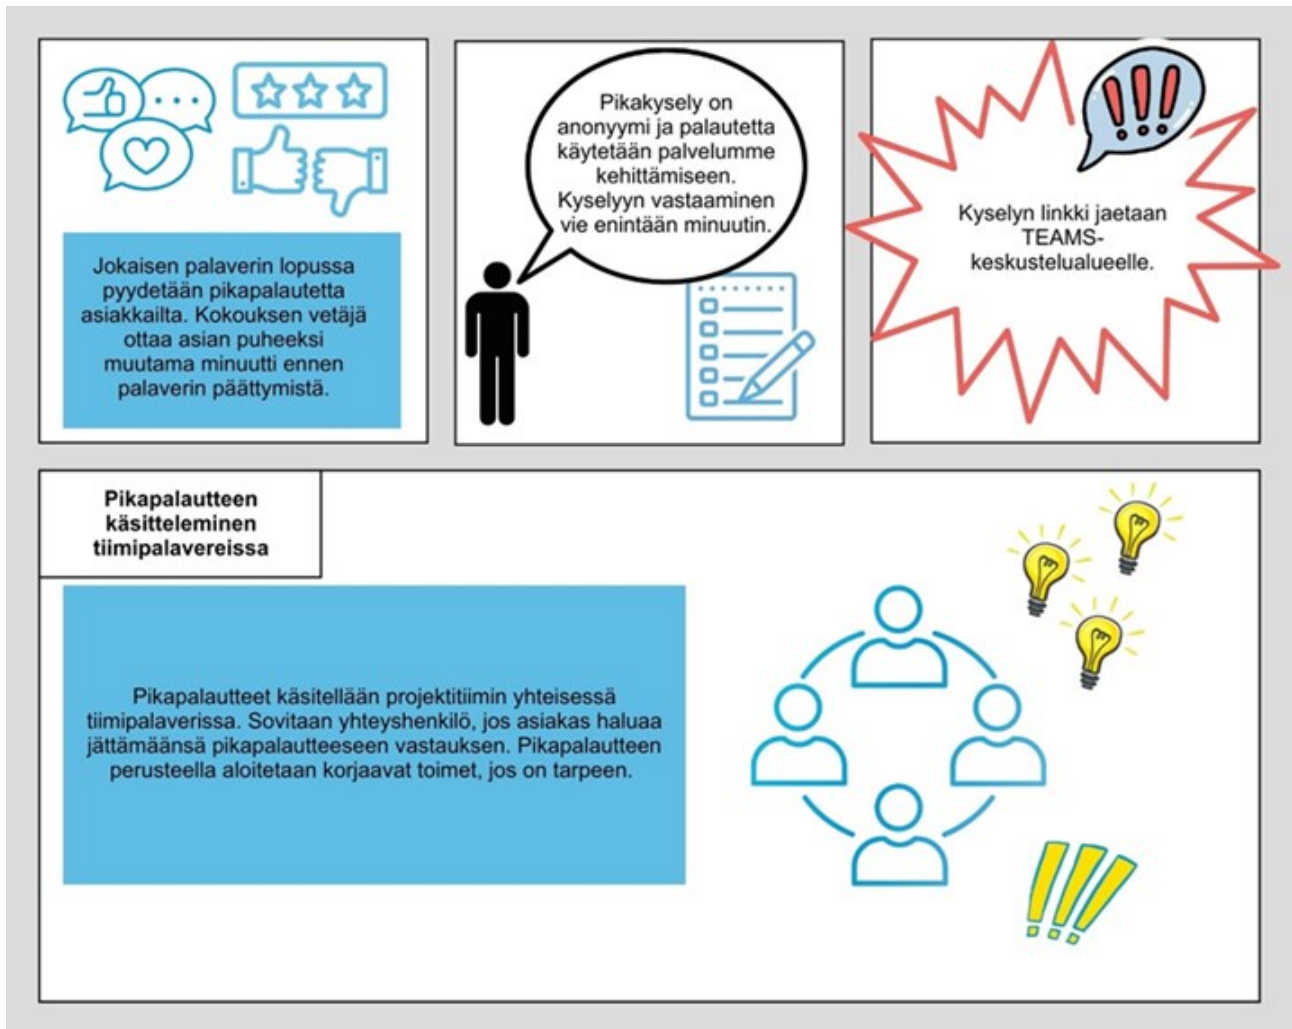 Jokaisen palaverin lopussa
pyydetään pikapalautetta
asiakkailta. Kokouksen vetäjä
ottaa asian puheeksi
muutama minuutti ennen
palaverin päättymistä.
Pikakysely on
anonyymi ja palautetta
käytetään palvelumme
kehittämiseen.
Kyselyyn vastaaminen
vie enintään minuutin.
Kyselyn linkki jaetaan
TEAMS-
keskustelualueelle.
Pikapalautteen
käsitteleminen
tiimipalavereissa
Pikapalautteet käsitellään projektitiimin yhteisessä
tiimipalaverissa. Sovitaan yhteyshenkilö, jos asiakas haluaa
jättämäänsä pikapalautteeseen vastauksen. Pikapalautteen
perusteella aloitetaan korjaavat toimet, jos on tarpeen.